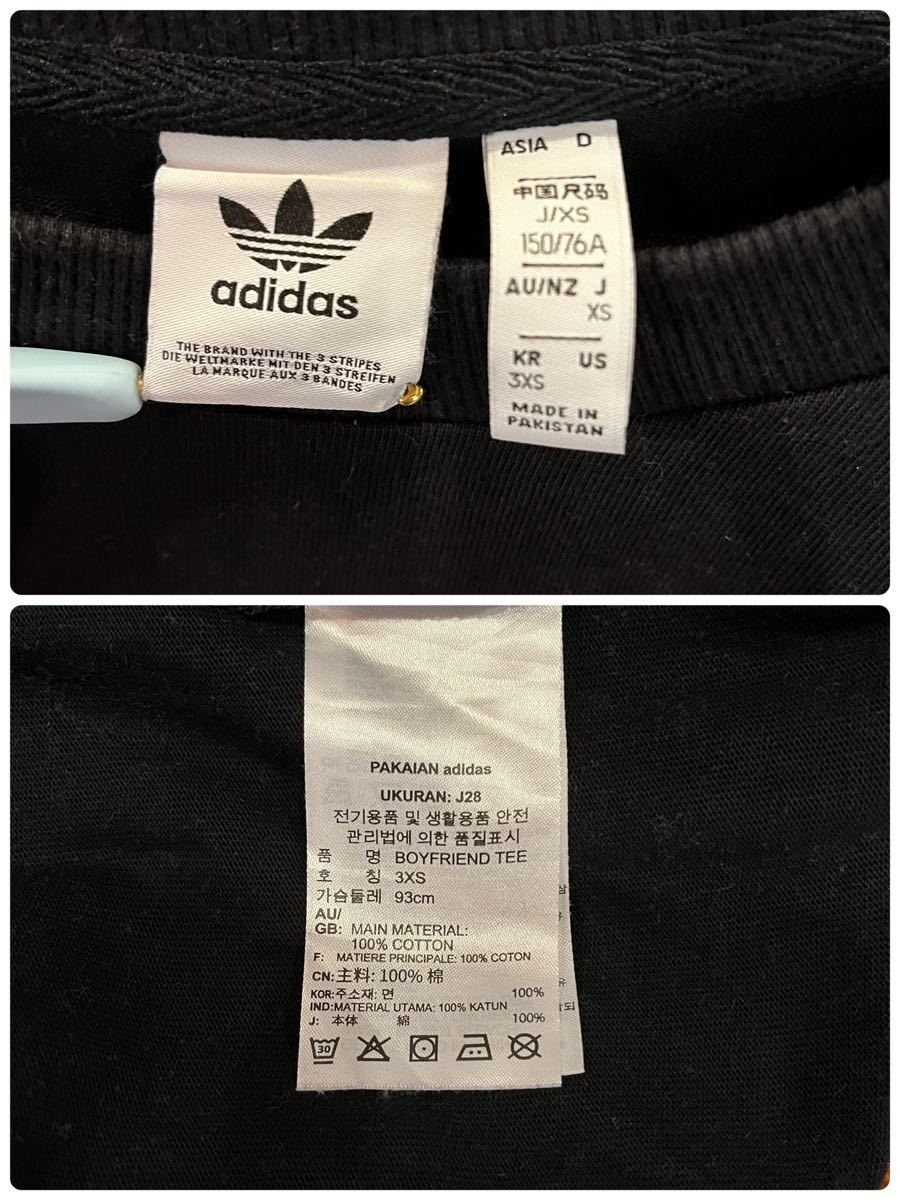 adidas
THE BRAND WITH THE 3 STRIPES
DIE WELTMARKE MIT DEN 3 STREIFEN
LA MARQUE AUX 3 BANDES
ASIA D
中国尺码
J/XS
150/76A
AU/NZ J
XS
KR US
3XS
MADE IN
PAKISTAN
PAKAIAN adidas
UKURAN: J28
전기용품 및 생활용품 안전
관리법에 의한 품질표시
품 명 BOYFRIEND TEE
호 칭 3XS
가슴둘레 93cm
AU/
GB: MAIN MATERIAL:
100% COTTON
F: MATIERE PRINCIPALE: 100% COTON
CN:主料: 100% 棉
KOR:주소재: 면 100%
IND:MATERIAL UTAMA: 100% KATUN
J: 本体 綿 100%
30